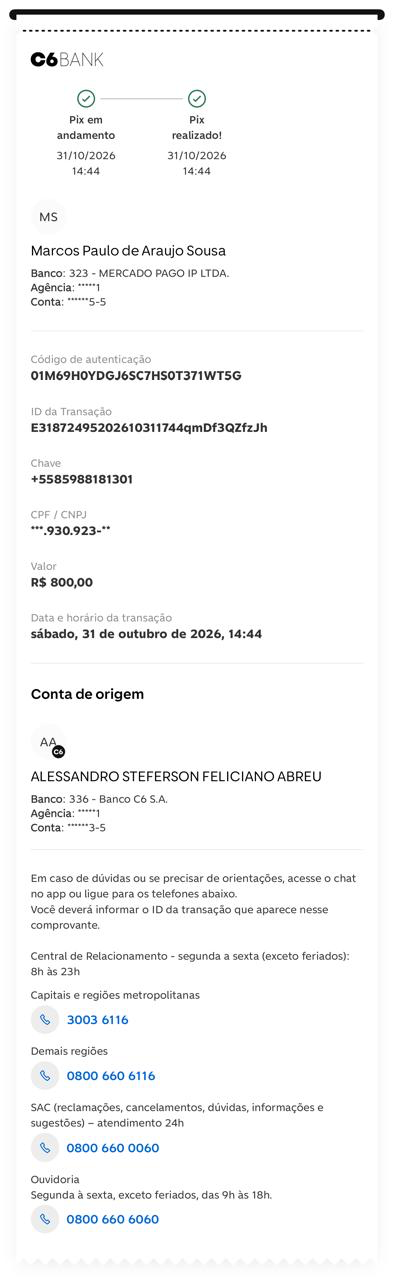 C6BANK
Pix em andamento
31/10/2026
14:44
Pix realizado!
31/10/2026
14:44
MS
Marcos Paulo de Araujo Sousa
Banco: 323 - MERCADO PAGO IP LTDA.
Agência: *****1
Conta: ******5-5
Código de autenticação
01M69H0YDGJ6SC7HS0T371WT5G
ID da Transação
E31872495202610311744qmDf3QZfzJh
Chave
+5585988181301
CPF / CNPJ
***.930.923-**
Valor
R$ 800,00
Data e horário da transação
sábado, 31 de outubro de 2026, 14:44
Conta de origem
AA
C6
ALESSANDRO STEFERSON FELICIANO ABREU
Banco: 336 - Banco C6 S.A.
Agência: *****1
Conta: ******3-5
Em caso de dúvidas ou se precisar de orientações, acesse o chat
no app ou ligue para os telefones abaixo.
Você deverá informar o ID da transação que aparece nesse
comprovante.
Central de Relacionamento - segunda a sexta (exceto feriados):
8h às 23h
Capitais e regiões metropolitanas
3003 6116
Demais regiões
0800 660 6116
SAC (reclamações, cancelamentos, dúvidas, informações e
sugestões) – atendimento 24h
0800 660 0060
Ouvidoria
Segunda à sexta, exceto feriados, das 9h às 18h.
0800 660 6060